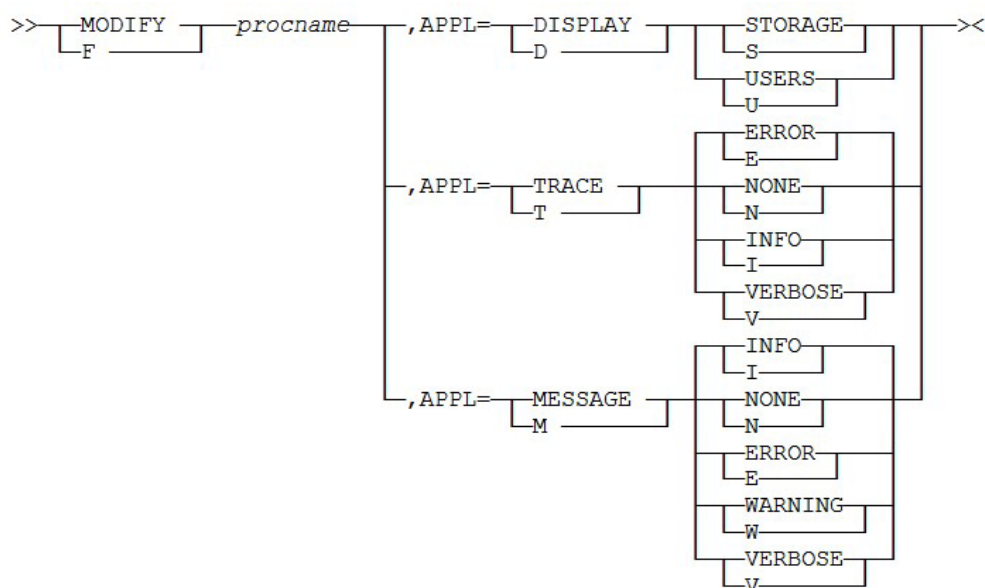 >> MODIFY procname ,APPL= DISPLAY STORAGE ><
F D S
USERS
U
ERROR
E
,APPL= TRACE NONE
T N
INFO
I
VERBOSE
V
INFO
I
,APPL= MESSAGE NONE
M N
ERROR
E
WARNING
W
VERBOSE
V